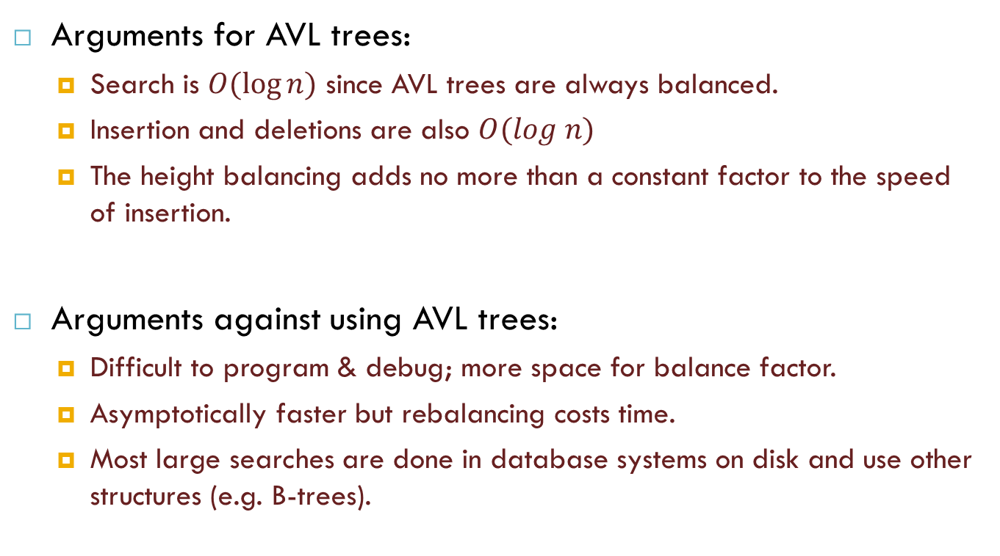 Arguments for AVL trees:
Search is O(log n) since AVL trees are always balanced.
Insertion and deletions are also O(log n)
The height balancing adds no more than a constant factor to the speed
of insertion.
Arguments against using AVL trees:
Difficult to program & debug; more space for balance factor.
Asymptotically faster but rebalancing costs time.
Most large searches are done in database systems on disk and use other
structures (e.g. B-trees).